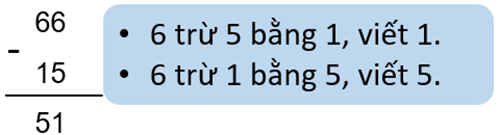 66
-
15
51
• 6 trừ 5 bằng 1, viết 1.
• 6 trừ 1 bằng 5, viết 5.